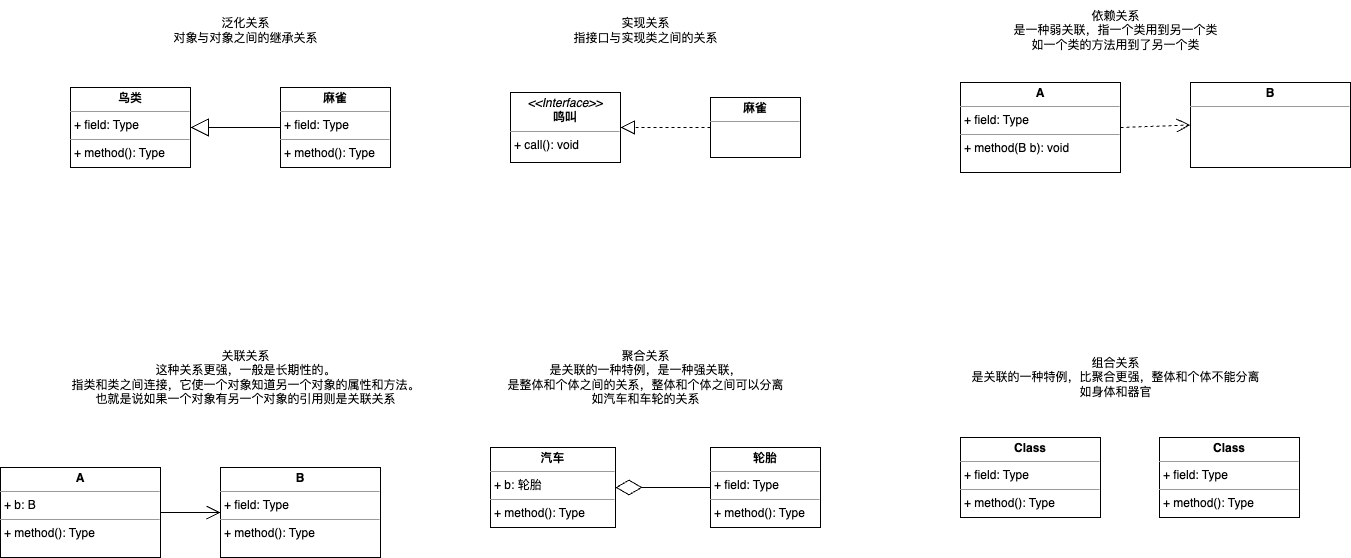 泛化关系
对象与对象之间的继承关系
鸟类
+ field: Type
+ method(): Type
麻雀
+ field: Type
+ method(): Type
实现关系
指接口与实现类之间的关系
<<Interface>>
鸣叫
+ call(): void
麻雀
依赖关系
是一种弱关联，指一个类用到另一个类
如一个类的方法用到了另一个类
A
+ field: Type
+ method(B b): void
B
关联关系
这种关系更强，一般是长期性的。
指类和类之间连接，它使一个对象知道另一个对象的属性和方法。
也就是说如果一个对象有另一个对象的引用则是关联关系
A
+ b: B
+ method(): Type
B
+ field: Type
+ method(): Type
聚合关系
是关联的一种特例，是一种强关联，
是整体和个体之间的关系，整体和个体之间可以分离
如汽车和车轮的关系
汽车
+ b: 轮胎
+ method(): Type
轮胎
+ field: Type
+ method(): Type
组合关系
是关联的一种特例，比聚合更强，整体和个体不能分离
如身体和器官
Class
+ field: Type
+ method(): Type
Class
+ field: Type
+ method(): Type